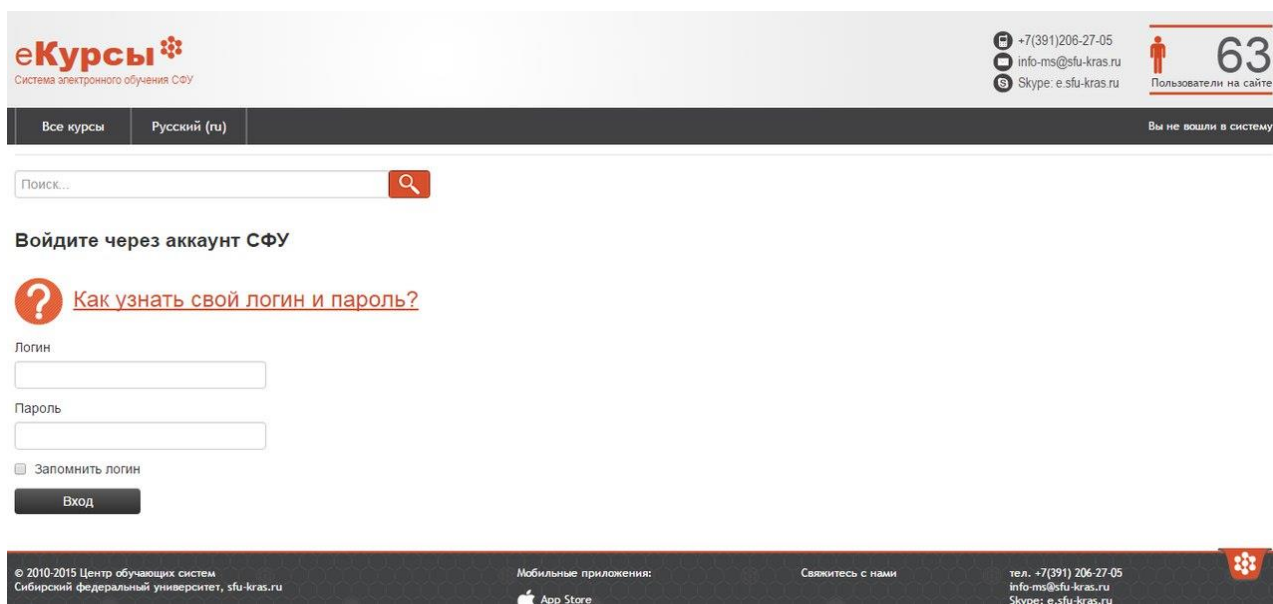 еКурсы
Система электронного обучения СФУ
+7(391)206-27-05
info-ms@sfu-kras.ru
Skype: e.sfu-kras.ru
63
Пользователи на сайте
Все курсы
Русский (ru)
Вы не вошли в систему
Поиск...
Войдите через аккаунт СФУ
? Как узнать свой логин и пароль?
Логин
Пароль
Запомнить логин
Вход
© 2010-2015 Центр обучающих систем
Сибирский федеральный университет, sfu-kras.ru
Мобильные приложения:
App Store
Свяжитесь с нами
тел. +7(391) 206-27-05
info-ms@sfu-kras.ru
Skype: e.sfu-kras.ru